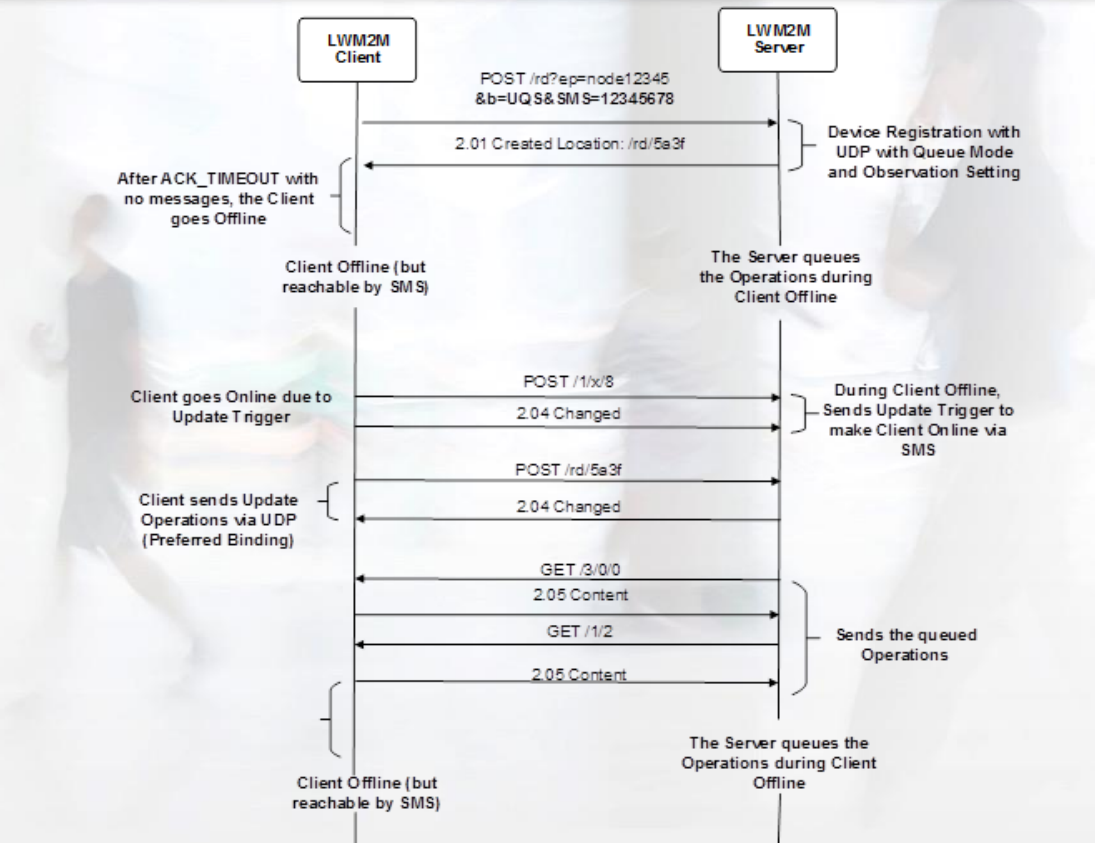 LWM2M
Client
LWM2M
Server
POST /rd?ep=node12345
&b=UQS&SMS=12345678
2.01 Created Location: /rd/5a3f
Device Registration with
UDP with Queue Mode
and Observation Setting
After ACK_TIMEOUT with
no messages, the Client
goes Offline
Client Offline (but
reachable by SMS)
The Server queues
the Operations during
Client Offline
POST /1/x/8
Client goes Online due to
Update Trigger
2.04 Changed
During Client Offline,
Sends Update Trigger to
make Client Online via
SMS
POST /rd/5a3f
Client sends Update
Operations via UDP
(Preferred Binding)
2.04 Changed
GET /3/0/0
2.05 Content
GET /1/2
Sends the queued
Operations
2.05 Content
The Server queues the
Operations during Client
Offline
Client Offline (but
reachable by SMS)